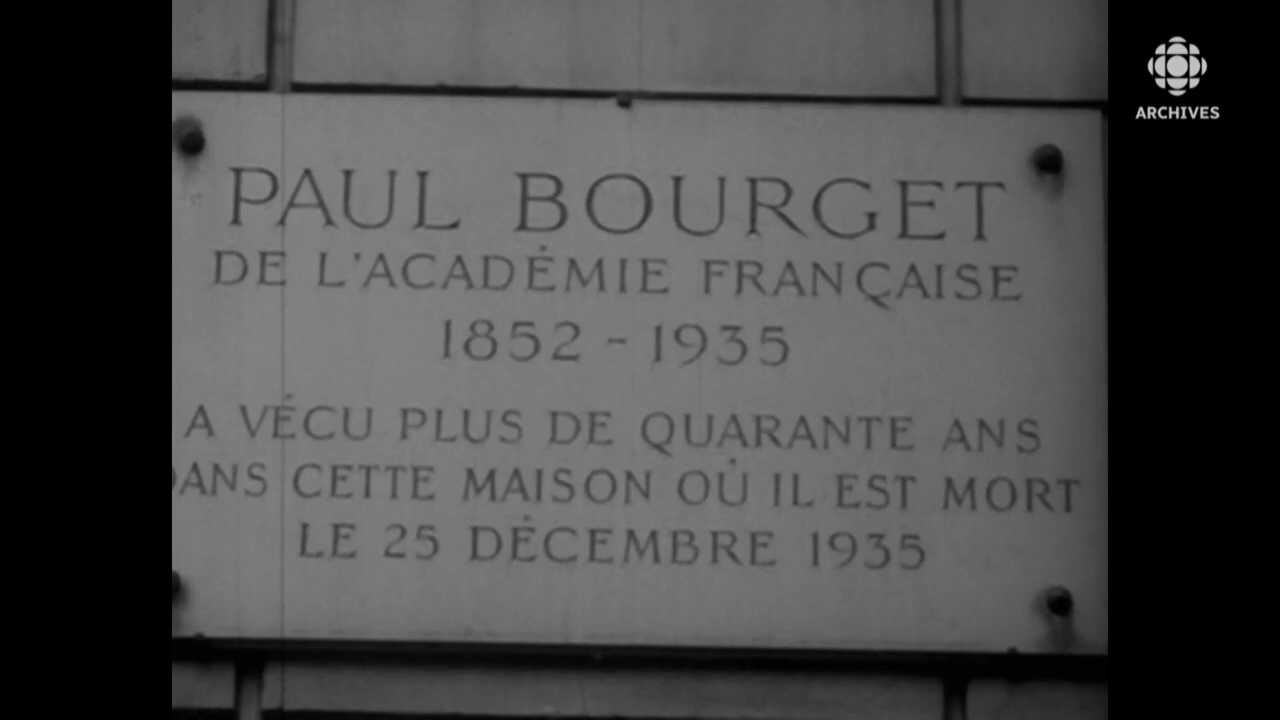 ARCHIVES
PAUL BOURGET
DE L'ACADÉMIE FRANÇAISE
1852 - 1935
A VÉCU PLUS DE QUARANTE ANS
DANS CETTE MAISON OÙ IL EST MORT
LE 25 DÉCEMBRE 1935